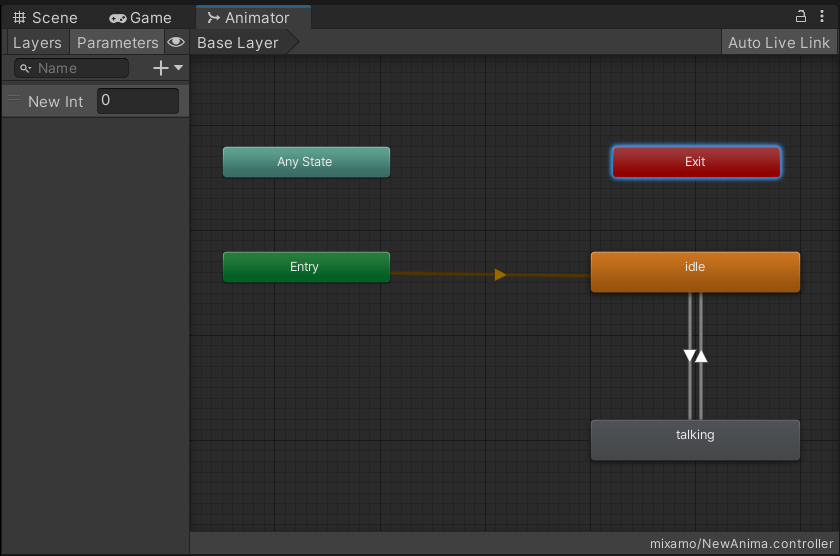 Scene
Game
Animator
Layers
Parameters
Base Layer
Auto Live Link
Name
New Int
0
Any State
Exit
Entry
idle
talking
mixamo/NewAnima.controller